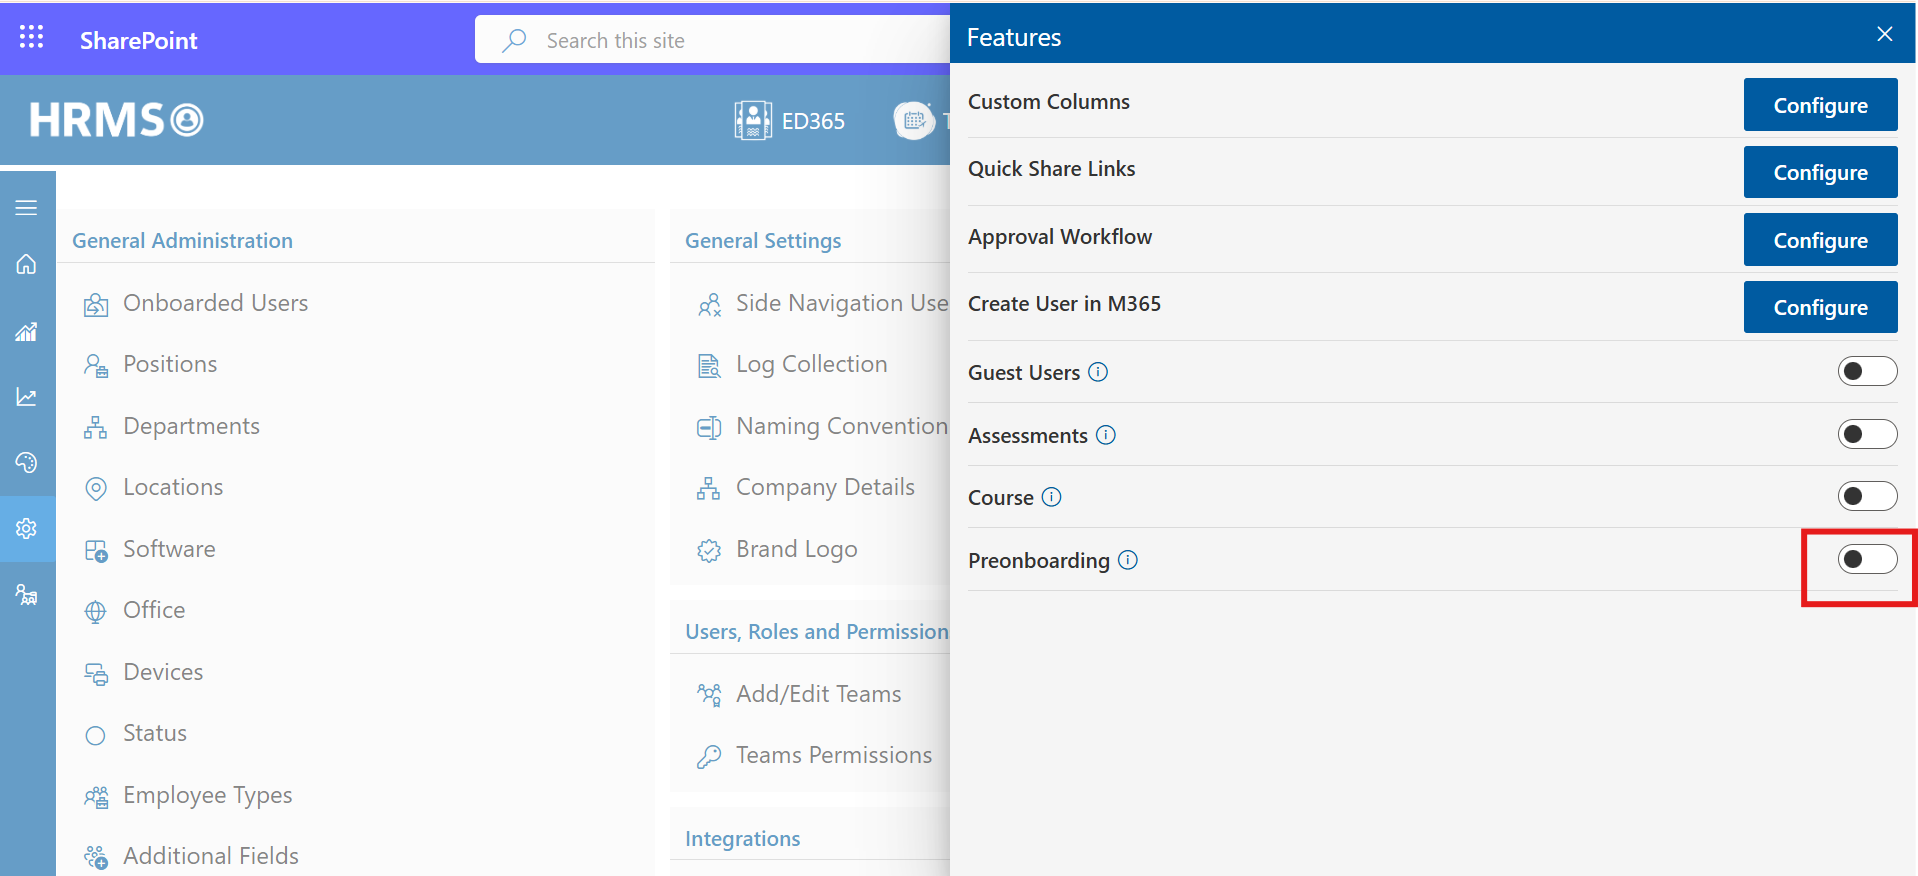 SharePoint
Search this site
HRMS
ED365
T
General Administration
Onboarded Users
Positions
Departments
Locations
Software
Office
Devices
Status
Employee Types
Additional Fields
General Settings
Side Navigation Use
Log Collection
Naming Convention
Company Details
Brand Logo
Users, Roles and Permission
Add/Edit Teams
Teams Permissions
Integrations
Features
Custom Columns
Configure
Quick Share Links
Configure
Approval Workflow
Configure
Create User in M365
Configure
Guest Users
Assessments
Course
Preonboarding